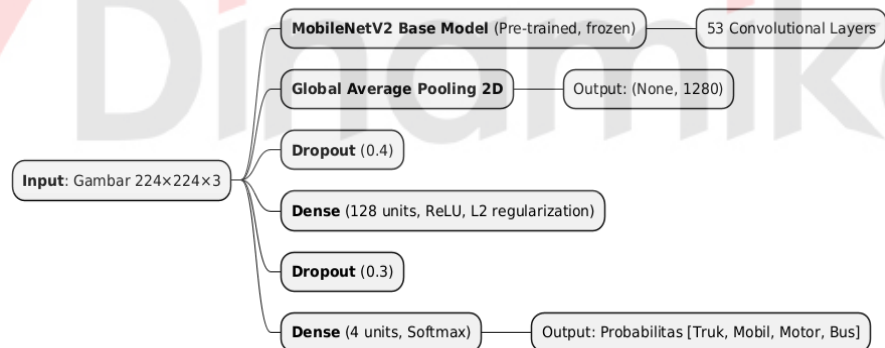 MobileNetV2 Base Model (Pre-trained, frozen)
53 Convolutional Layers
Global Average Pooling 2D
Output: (None, 1280)
Dropout (0.4)
Input: Gambar 224×224×3
Dense (128 units, ReLU, L2 regularization)
Dropout (0.3)
Dense (4 units, Softmax)
Output: Probabilitas [Truk, Mobil, Motor, Bus]